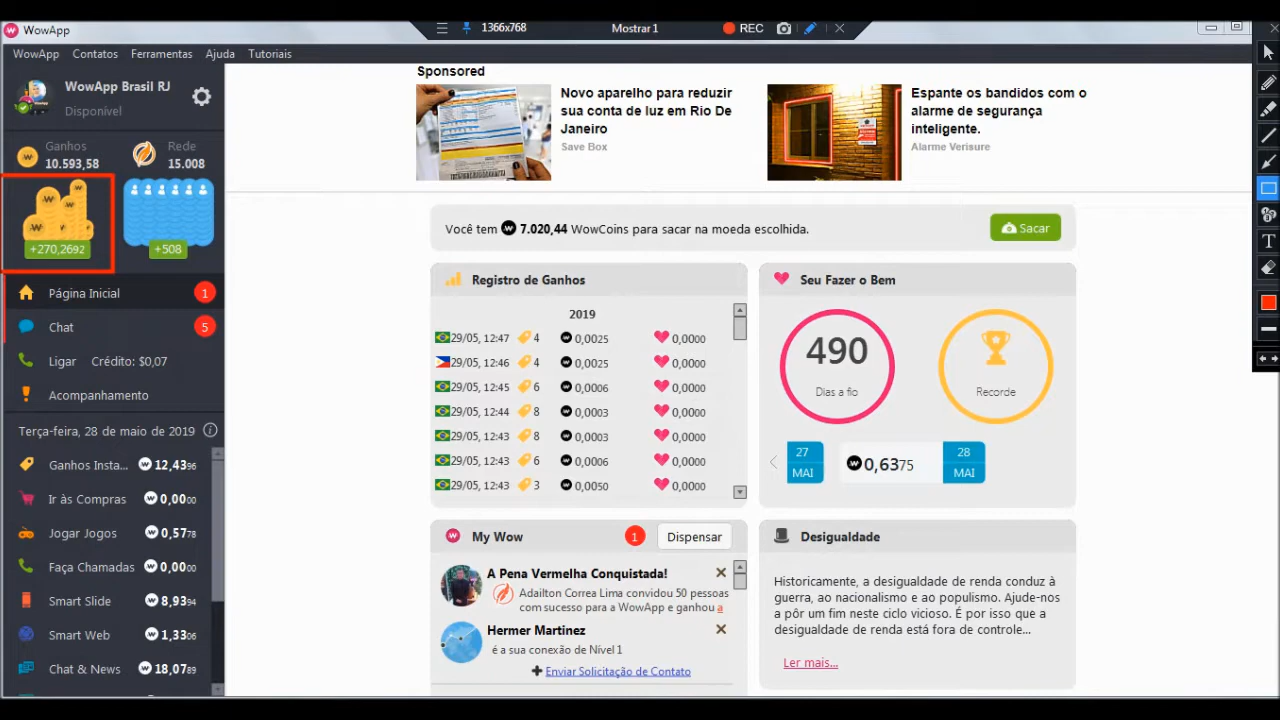 WowApp
1366x768
Mostrar 1
REC
WowApp Contatos Ferramentas Ajuda Tutoriais
WowApp Brasil RJ
Disponível
Ganhos
10.593,58
Rede
15.008
+270,2692
+508
Página Inicial 1
Chat 5
Ligar Crédito: $0,07
Acompanhamento
Terça-feira, 28 de maio de 2019
Ganhos Insta... 12,4396
Ir às Compras 0,0000
Jogar Jogos 0,5778
Faça Chamadas 0,0000
Smart Slide 8,9394
Smart Web 1,3306
Chat & News 18,0789
Sponsored
Novo aparelho para reduzir
sua conta de luz em Rio De
Janeiro
Save Box
Espante os bandidos com o
alarme de segurança
inteligente.
Alarme Verisure
Você tem 7.020,44 WowCoins para sacar na moeda escolhida.
Sacar
Registro de Ganhos
2019
29/05, 12:47 4 0,0025 0,0000
29/05, 12:46 4 0,0025 0,0000
29/05, 12:45 6 0,0006 0,0000
29/05, 12:44 8 0,0003 0,0000
29/05, 12:43 8 0,0003 0,0000
29/05, 12:43 6 0,0006 0,0000
29/05, 12:43 3 0,0050 0,0000
Seu Fazer o Bem
490
Dias a fio
Recorde
27
MAI
0,6375
28
MAI
My Wow 1 Dispensar
A Pena Vermelha Conquistada!
Adailton Correa Lima convidou 50 pessoas
com sucesso para a WowApp e ganhou a
Hermer Martinez
é a sua conexão de Nível 1
Enviar Solicitação de Contato
Desigualdade
Historicamente, a desigualdade de renda conduz à
guerra, ao nacionalismo e ao populismo. Ajude-nos
a pôr um fim neste ciclo vicioso. É por isso que a
desigualdade de renda está fora de controle...
Ler mais...